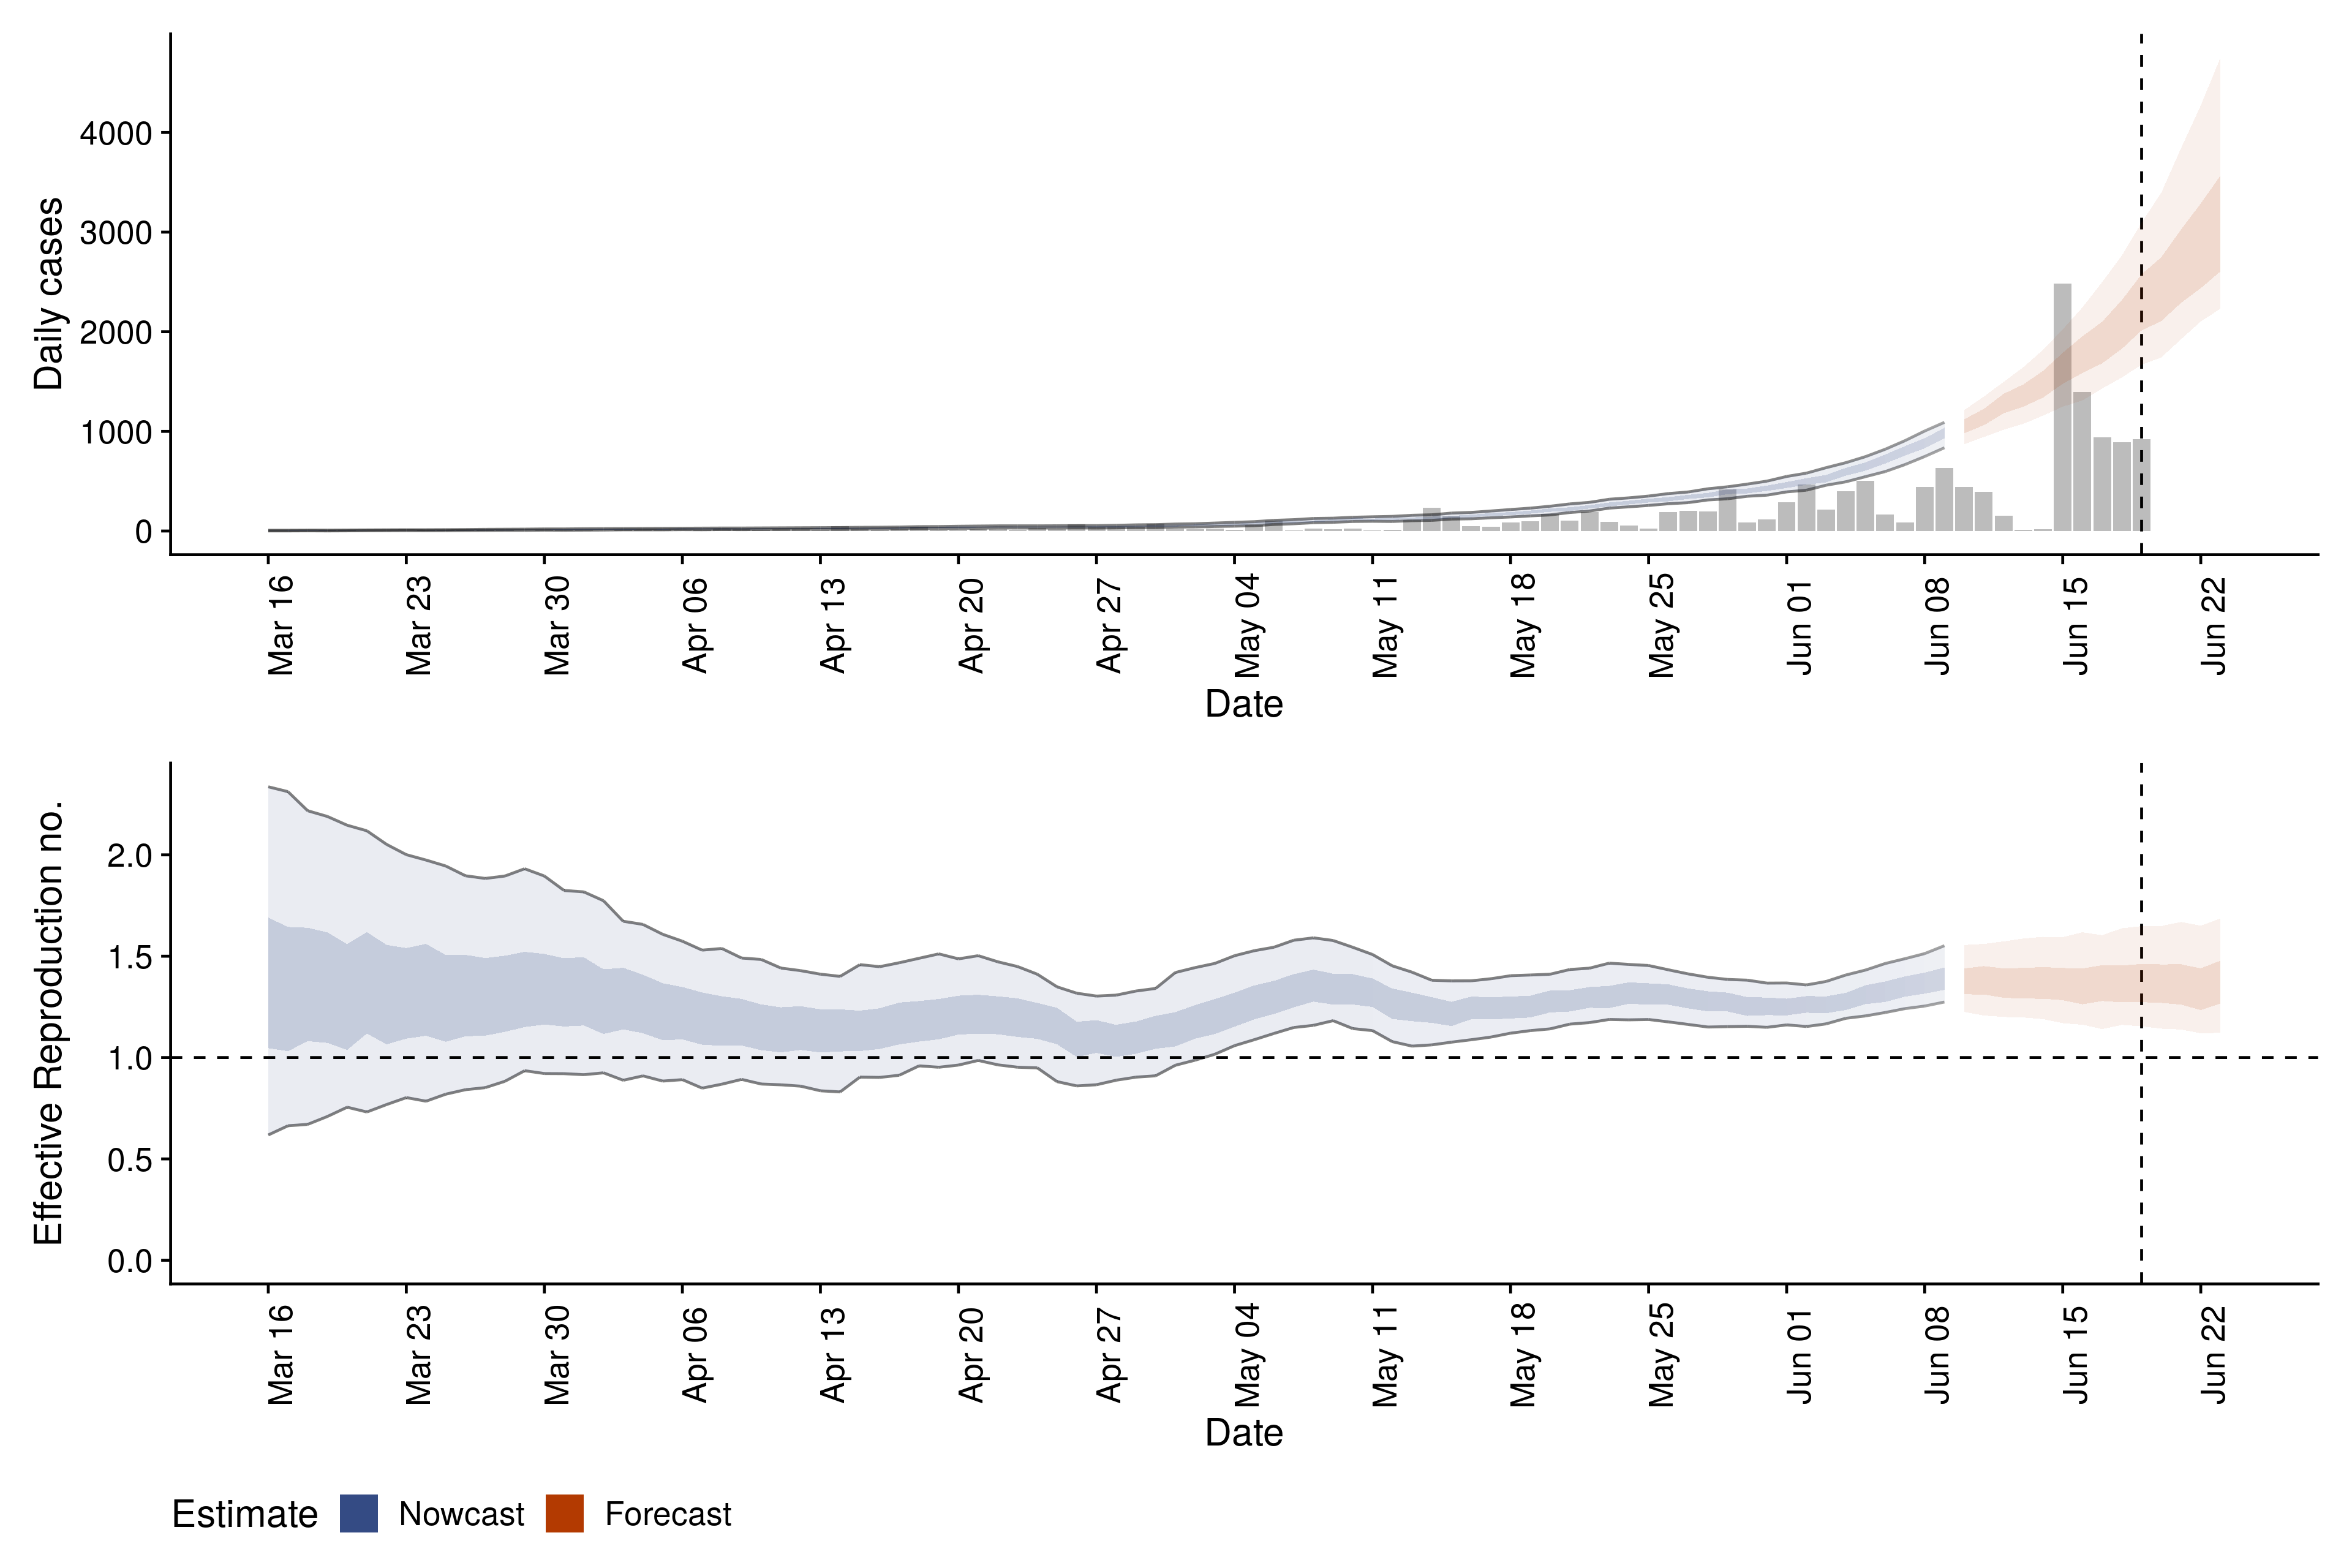 Daily cases
4000
3000
2000
1000
0
Mar 16
Mar 23
Mar 30
Apr 06
Apr 13
Apr 20
Apr 27
May 04
May 11
May 18
May 25
Jun 01
Jun 08
Jun 15
Jun 22
Date
Effective Reproduction no.
2.0
1.5
1.0
0.5
0.0
Mar 16
Mar 23
Mar 30
Apr 06
Apr 13
Apr 20
Apr 27
May 04
May 11
May 18
May 25
Jun 01
Jun 08
Jun 15
Jun 22
Date
Estimate Nowcast Forecast